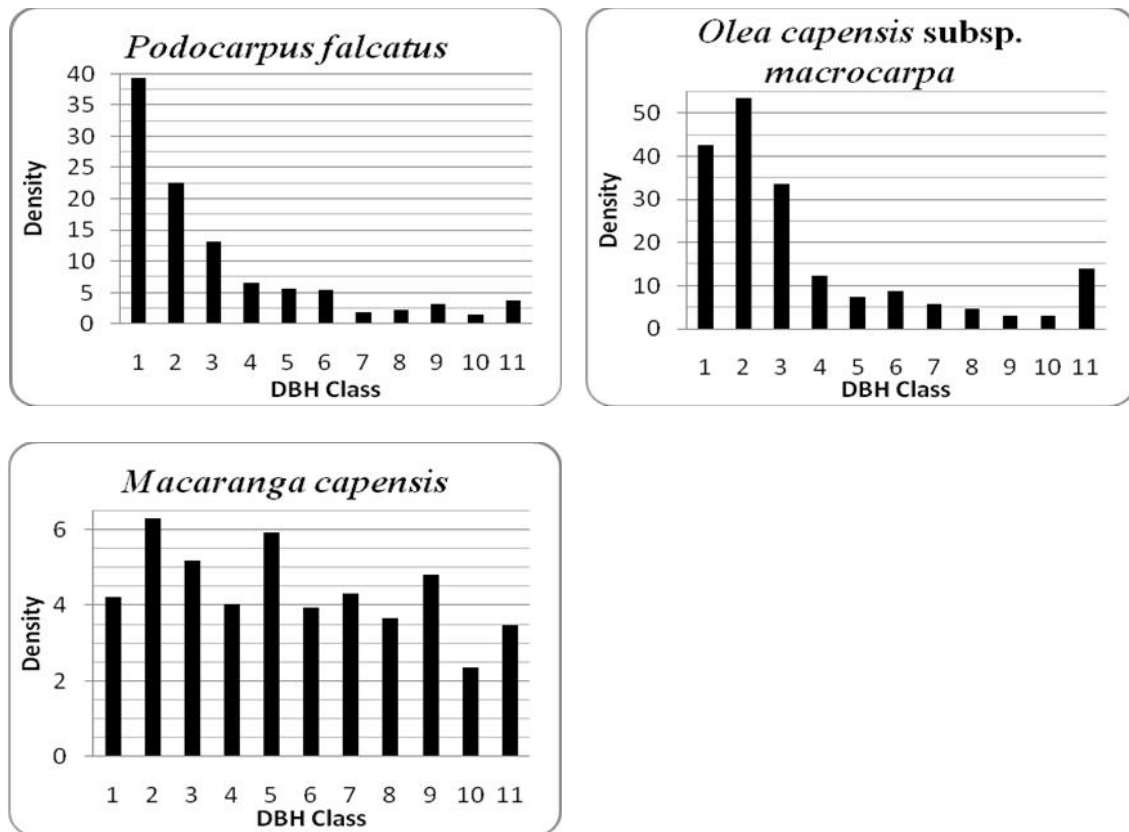 Podocarpus falcatus
40
35
30
25
20
15
10
5
0
Density
1 2 3 4 5 6 7 8 9 10 11
DBH Class
Olea capensis subsp.
macrocarpa
50
40
30
20
10
0
Density
1 2 3 4 5 6 7 8 9 10 11
DBH Class
Macaranga capensis
6
4
2
0
Density
1 2 3 4 5 6 7 8 9 10 11
DBH Class